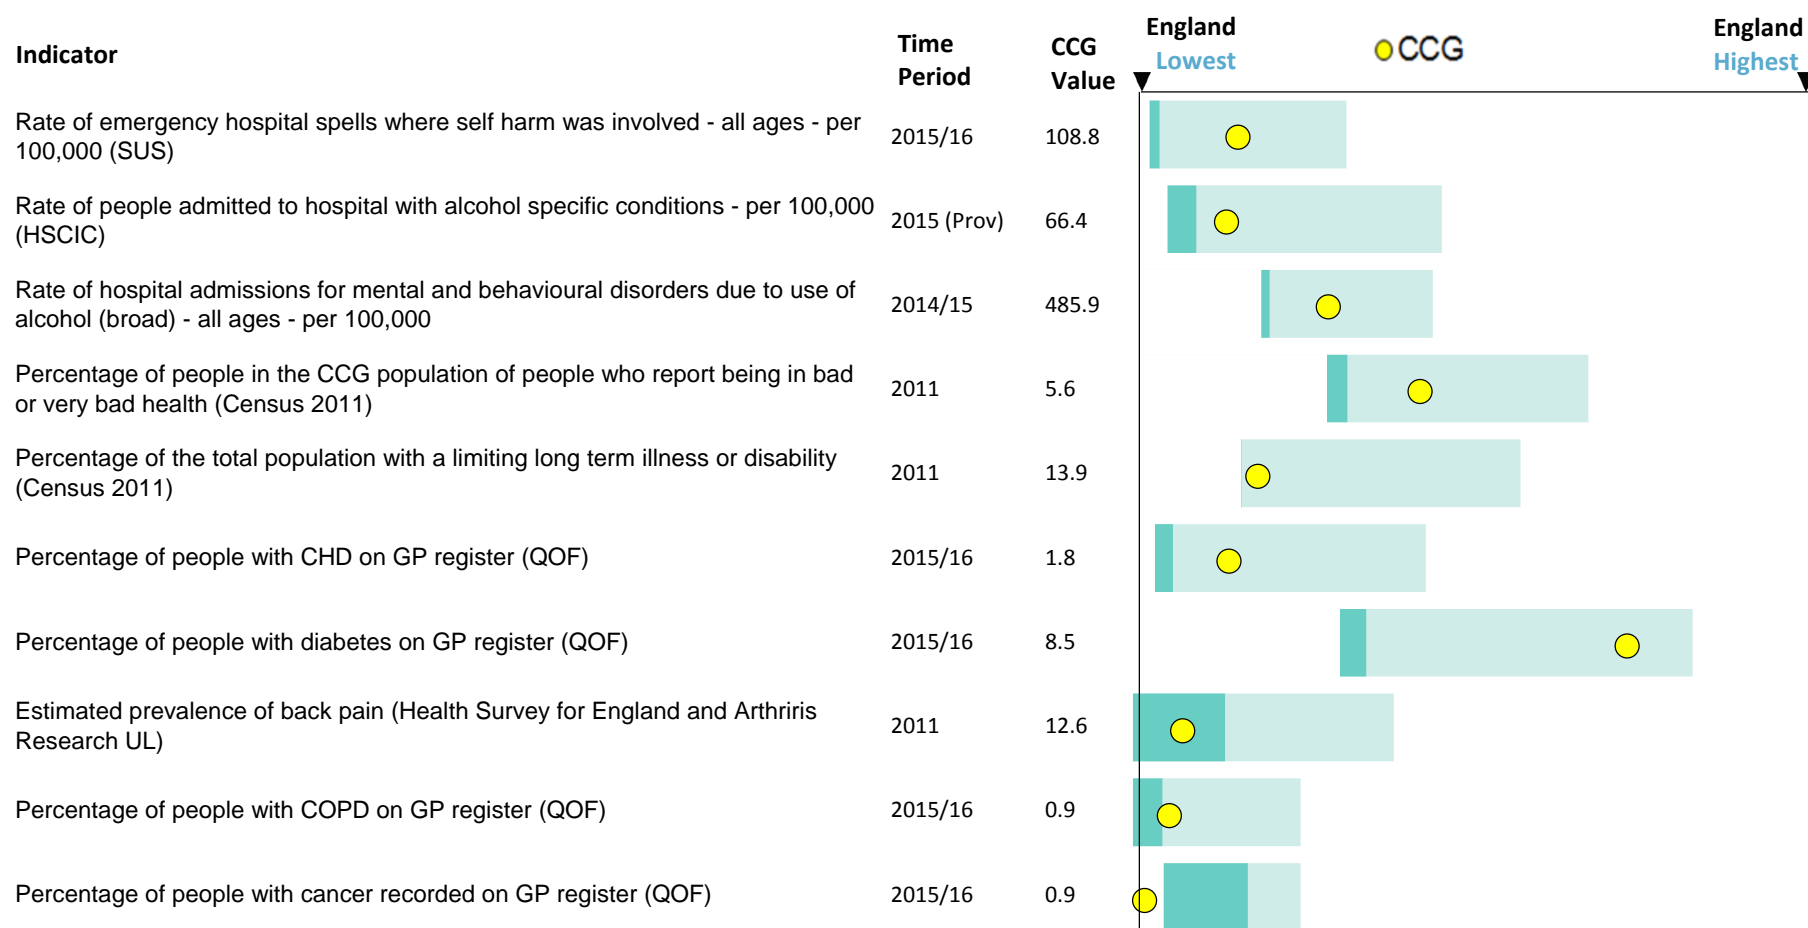 Indicator
Time
Period
CCG
Value
England
Lowest
CCG
England
Highest
Rate of emergency hospital spells where self harm was involved - all ages - per
100,000 (SUS)
2015/16
108.8
Rate of people admitted to hospital with alcohol specific conditions - per 100,000
(HSCIC)
2015 (Prov)
66.4
Rate of hospital admissions for mental and behavioural disorders due to use of
alcohol (broad) - all ages - per 100,000
2014/15
485.9
Percentage of people in the CCG population of people who report being in bad
or very bad health (Census 2011)
2011
5.6
Percentage of the total population with a limiting long term illness or disability
(Census 2011)
2011
13.9
Percentage of people with CHD on GP register (QOF)
2015/16
1.8
Percentage of people with diabetes on GP register (QOF)
2015/16
8.5
Estimated prevalence of back pain (Health Survey for England and Arthriris
Research UL)
2011
12.6
Percentage of people with COPD on GP register (QOF)
2015/16
0.9
Percentage of people with cancer recorded on GP register (QOF)
2015/16
0.9